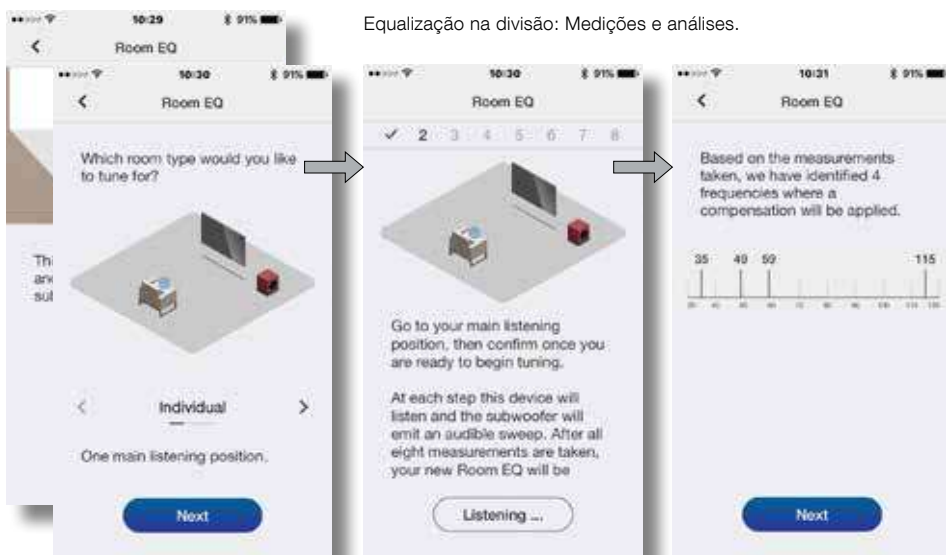 Equalização na divisão: Medições e análises.
10:29
91%
Room EQ
Thi
and
sub
10:30
91%
Room EQ
Which room type would you like
to tune for?
Individual
One main listening position.
Next
10:30
91%
Room EQ
2 3 4 5 6 7 8
Go to your main listening
position, then confirm once you
are ready to begin tuning.
At each step this device will
listen and the subwoofer will
emit an audible sweep. After all
eight measurements are taken,
your new Room EQ will be
Listening ...
10:31
91%
Room EQ
Based on the measurements
taken, we have identified 4
frequencies where a
compensation will be applied.
35 49 59 115
Next